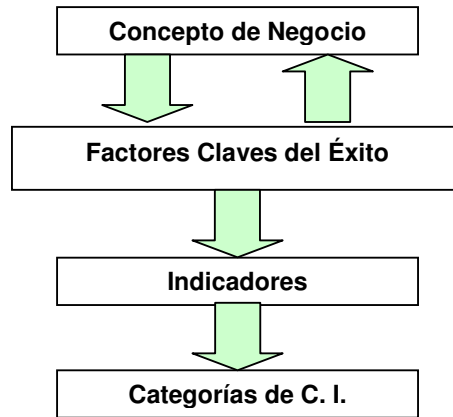 Concepto de Negocio
Factores Claves del Éxito
Indicadores
Categorías de C. I.